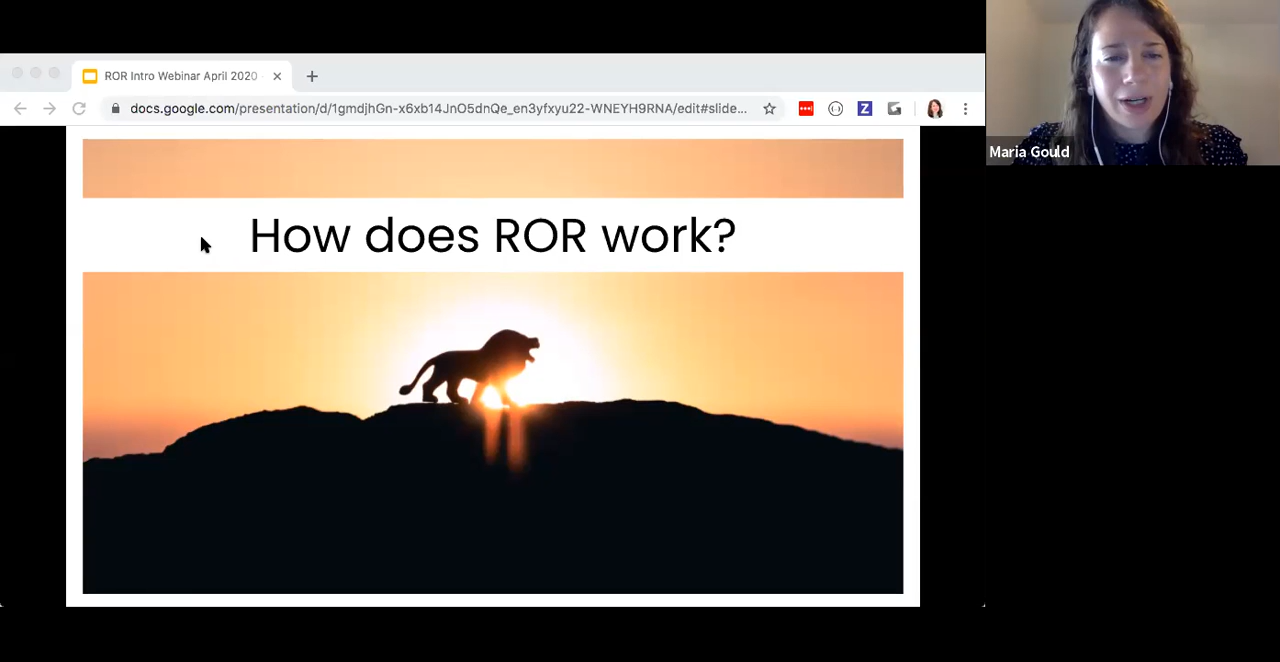 ROR Intro Webinar April 2020
docs.google.com/presentation/d/1gmdjhGn-x6xb14JnO5dnQe_en3yfxyu22-WNEYH9RNA/edit#slide...
Maria Gould
How does ROR work?